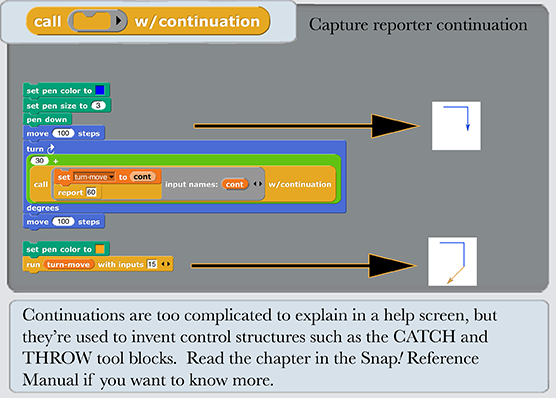 call w/continuation
Capture reporter continuation
set pen color to
set pen size to 3
pen down
move 100 steps
turn
30 +
call set turn-move to cont input names: cont w/continuation
report 60
degrees
move 100 steps
set pen color to
run turn-move with inputs 15
Continuations are too complicated to explain in a help screen, but
they're used to invent control structures such as the CATCH and
THROW tool blocks. Read the chapter in the Snap! Reference
Manual if you want to know more.